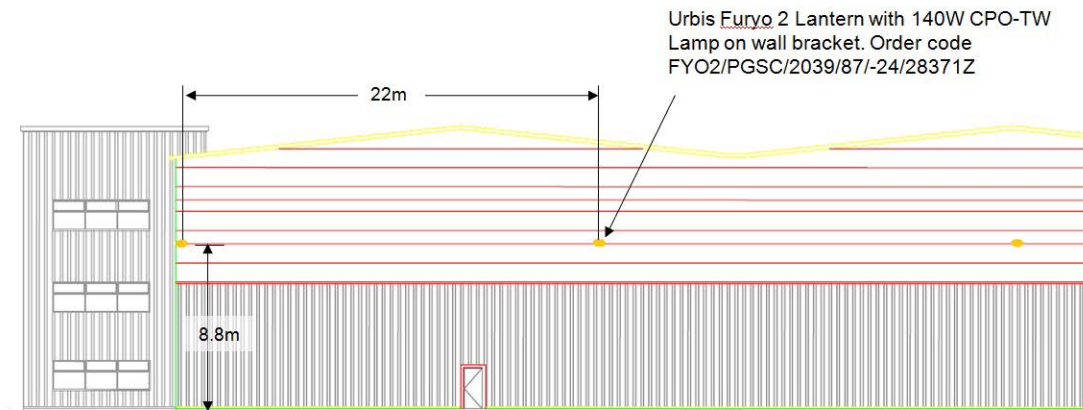 Urbis Furyo 2 Lantern with 140W CPO-TW
Lamp on wall bracket. Order code
FYO2/PGSC/2039/87/-24/28371Z
22m
8.8m